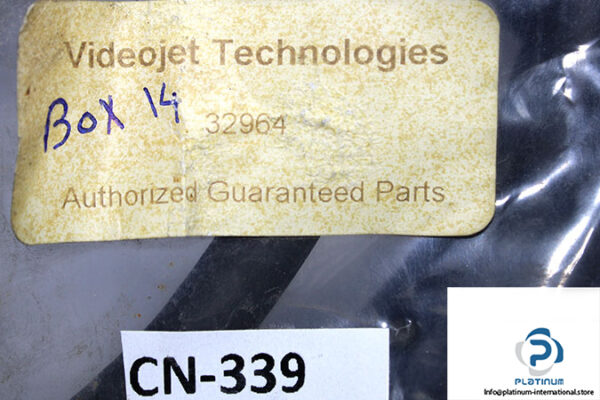 Videojet Technologies
BOX 14
32964
Authorized Guaranteed Parts
CN-339
PLATINUM
Info@platinum-international.store